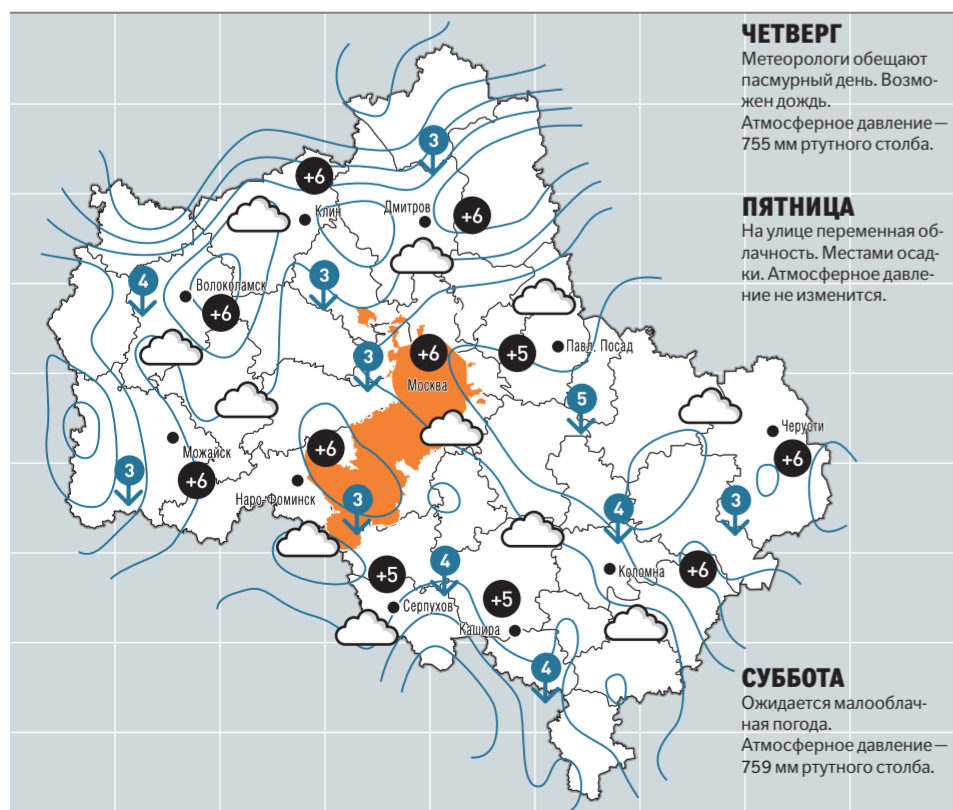 ЧЕТВЕРГ
Метеорологи обещают
пасмурный день. Возмо-
жен дождь.
Атмосферное давление —
755 мм ртутного столба.
ПЯТНИЦА
На улице переменная об-
лачность. Местами осад-
ки. Атмосферное давле-
ние не изменится.
СУББОТА
Ожидается малооблач-
ная погода.
Атмосферное давление —
759 мм ртутного столба.
3
+6
Клин
Дмитров
+6
4
Волоколамск
3
+6
3
+6
Москва
+5
Павл. Посад
5
Черусти
+6
Можайск
+6
3
+6
Наро-Фоминск
3
4
3
+5
4
Серпухов
+5
Кашира
Коломна
+6
4